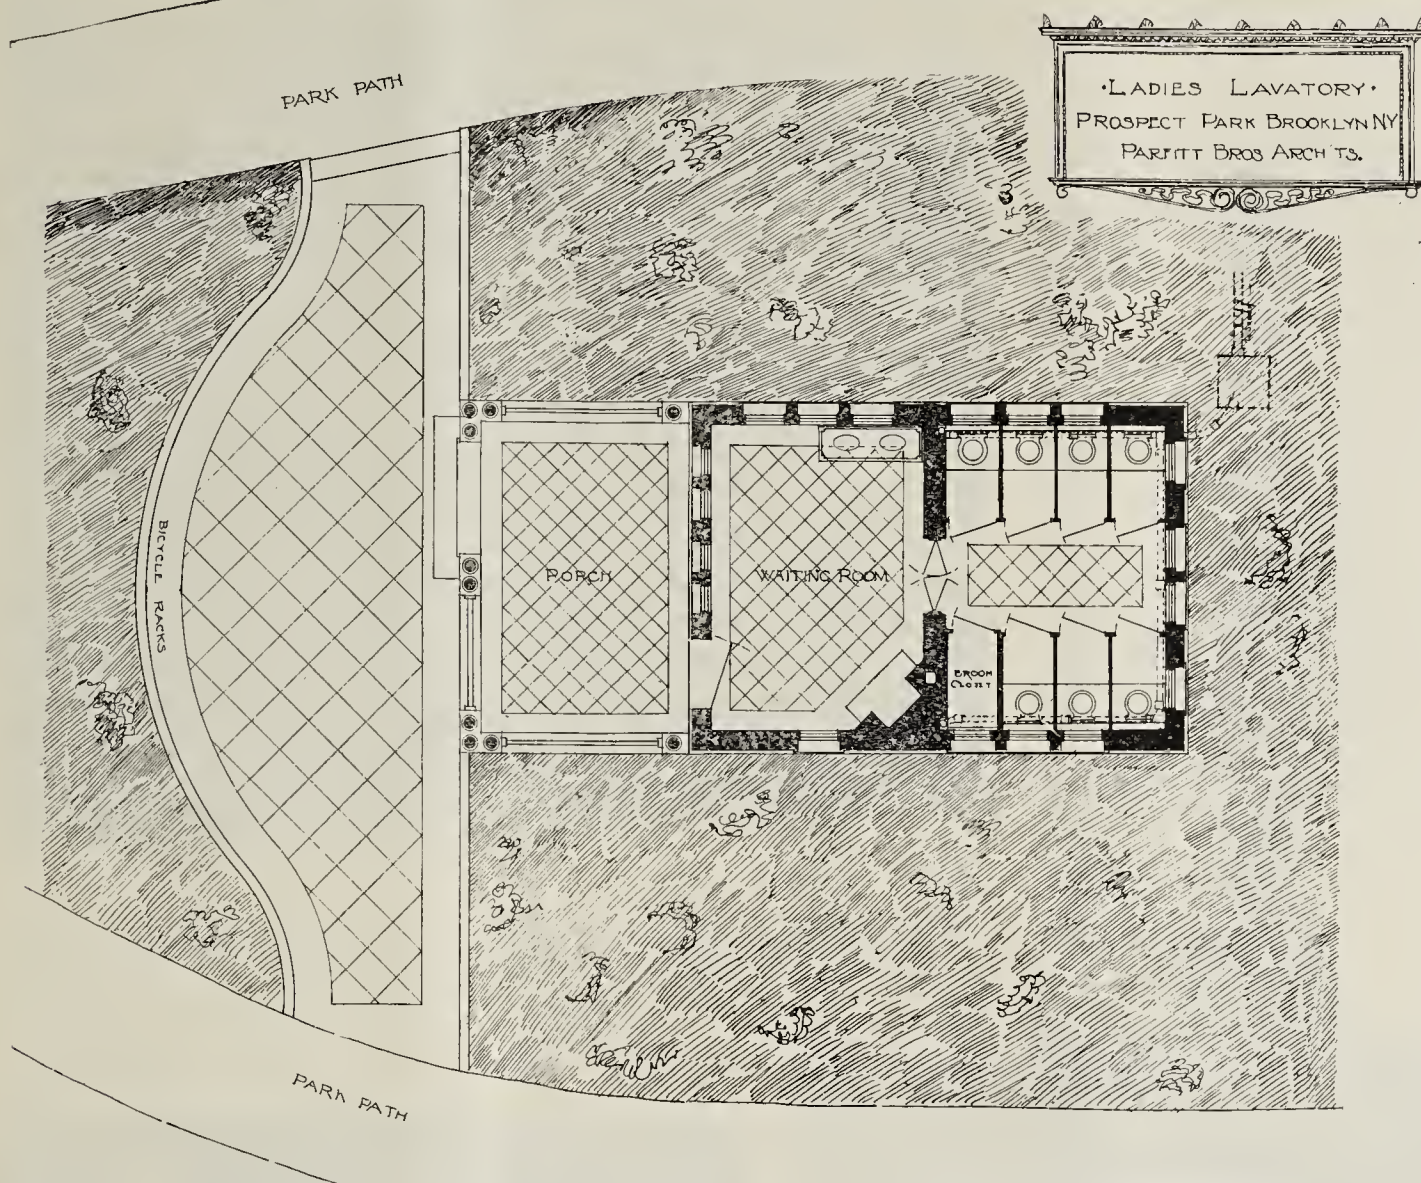 PARK PATH
·LADIES LAVATORY·
PROSPECT PARK BROOKLYN NY
PARFITT BROS ARCH'TS.
BICYCLE RACKS
PORCH
WAITING ROOM
BROOM
CLOSET
PARK PATH